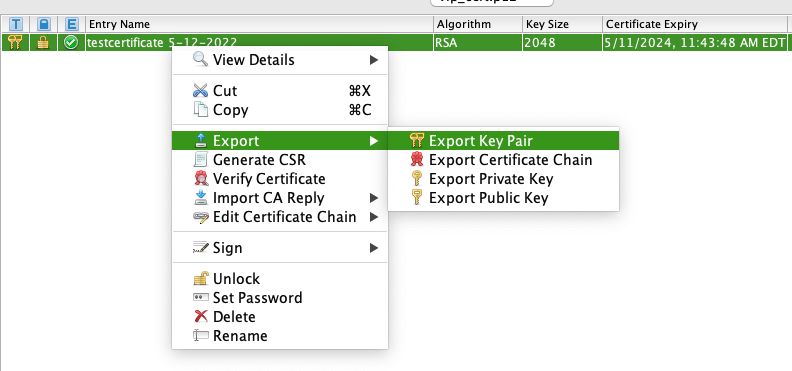 T E Entry Name Algorithm Key Size Certificate Expiry
testcertificate 5-12-2022 RSA 2048 5/11/2024, 11:43:48 AM EDT
View Details
Cut ⌘X
Copy ⌘C
Export
Export Key Pair
Generate CSR
Export Certificate Chain
Verify Certificate
Export Private Key
Import CA Reply
Export Public Key
Edit Certificate Chain
Sign
Unlock
Set Password
Delete
Rename